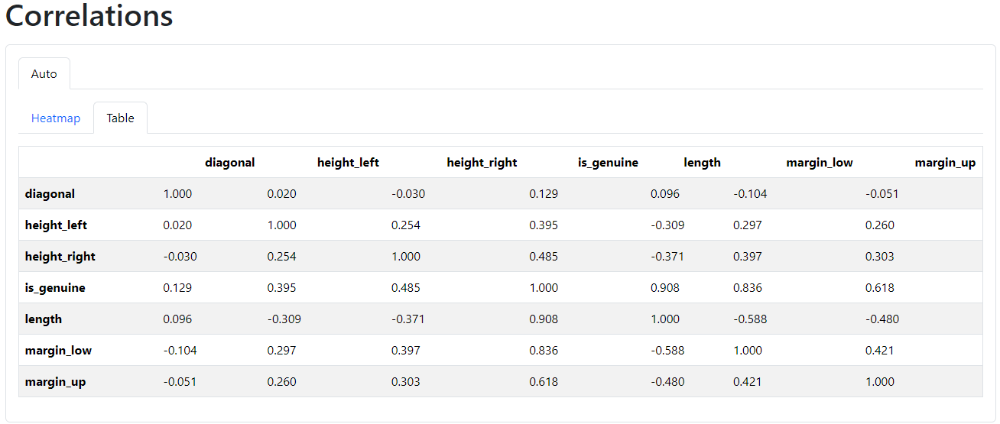 Correlations
Auto
Heatmap Table
diagonal height_left height_right is_genuine length margin_low margin_up
diagonal 1.000 0.020 -0.030 0.129 0.096 -0.104 -0.051
height_left 0.020 1.000 0.254 0.395 -0.309 0.297 0.260
height_right -0.030 0.254 1.000 0.485 -0.371 0.397 0.303
is_genuine 0.129 0.395 0.485 1.000 0.908 0.836 0.618
length 0.096 -0.309 -0.371 0.908 1.000 -0.588 -0.480
margin_low -0.104 0.297 0.397 0.836 -0.588 1.000 0.421
margin_up -0.051 0.260 0.303 0.618 -0.480 0.421 1.000